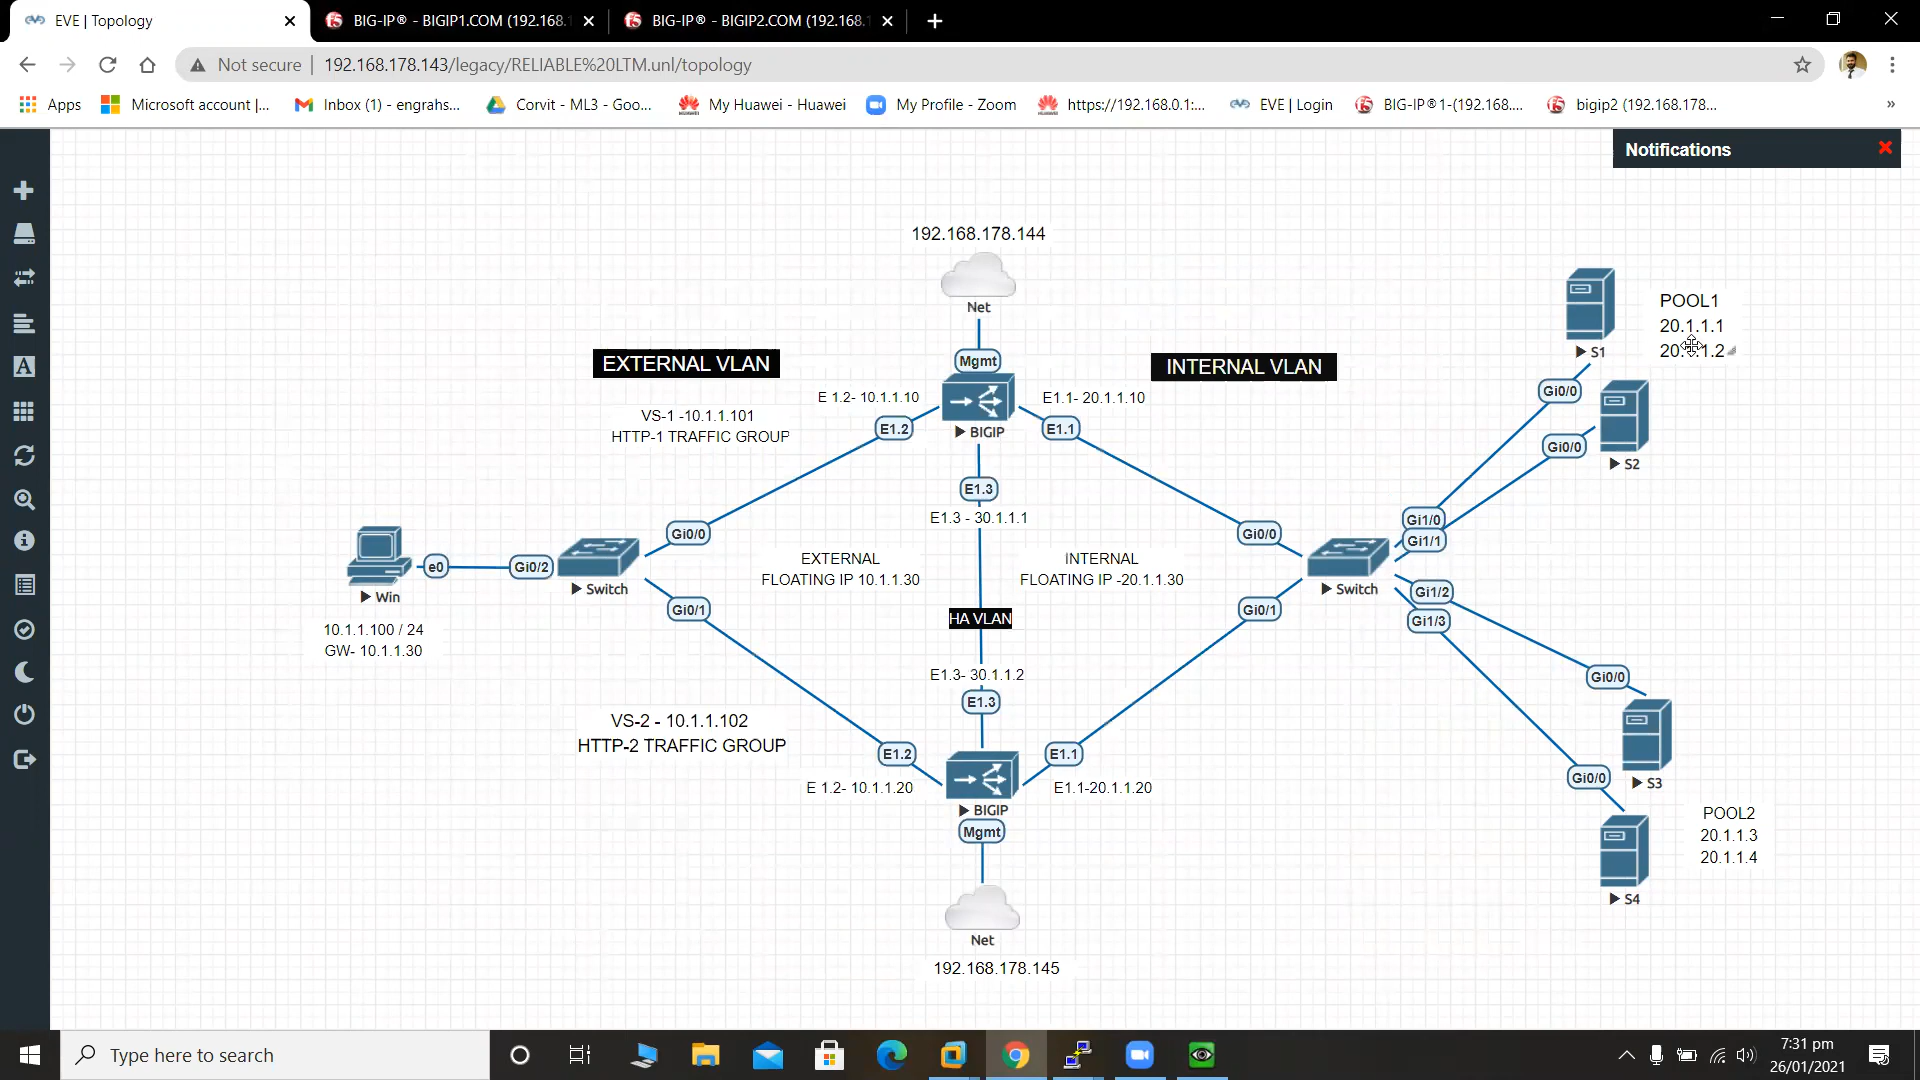 EVE | Topology
BIG-IP® - BIGIP1.COM (192.168.
BIG-IP® - BIGIP2.COM (192.168.
Not secure
192.168.178.143/legacy/RELIABLE%20LTM.unl/topology
Apps
Microsoft account |...
Inbox (1) - engrahs...
Corvit - ML3 - Goo...
My Huawei - Huawei
My Profile - Zoom
https://192.168.0.1:...
EVE | Login
BIG-IP®1-(192.168....
bigip2 (192.168.178...
»
Notifications
192.168.178.144
Net
Mgmt
EXTERNAL VLAN
INTERNAL VLAN
POOL1
20.1.1.1
20.1.1.2
S1
Gi0/0
E 1.2- 10.1.1.10
E1.1- 20.1.1.10
VS-1 -10.1.1.101
HTTP-1 TRAFFIC GROUP
E1.2
BIGIP
E1.1
Gi0/0
S2
E1.3
E1.3 - 30.1.1.1
Gi1/0
Gi1/1
Gi0/0
Gi0/0
e0
Gi0/2
Win
Switch
EXTERNAL
FLOATING IP 10.1.1.30
INTERNAL
FLOATING IP -20.1.1.30
Switch
Gi1/2
Gi1/3
Gi0/1
Gi0/1
HA VLAN
10.1.1.100 / 24
GW- 10.1.1.30
E1.3- 30.1.1.2
E1.3
Gi0/0
VS-2 - 10.1.1.102
HTTP-2 TRAFFIC GROUP
E1.2
E1.1
E 1.2- 10.1.1.20
E1.1-20.1.1.20
BIGIP
Mgmt
S3
Gi0/0
POOL2
20.1.1.3
20.1.1.4
S4
Net
192.168.178.145
Type here to search
7:31 pm
26/01/2021